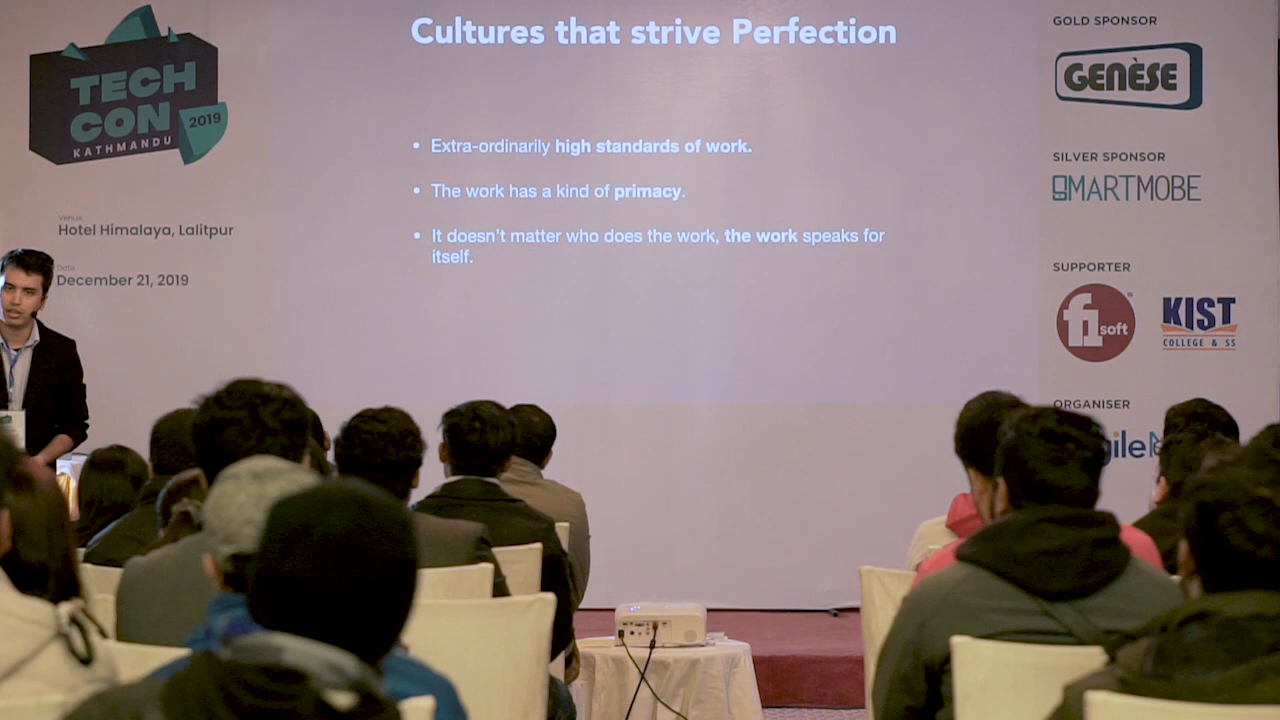 TECH
CON
2019
KATHMANDU
Venue
Hotel Himalaya, Lalitpur
Date
December 21, 2019
Cultures that strive Perfection
• Extra-ordinarily high standards of work.
• The work has a kind of primacy.
• It doesn't matter who does the work, the work speaks for
itself.
GOLD SPONSOR
GENÈSE
SILVER SPONSOR
SMARTMOBE
SUPPORTER
f1 soft
KIST
COLLEGE & SS
ORGANISER